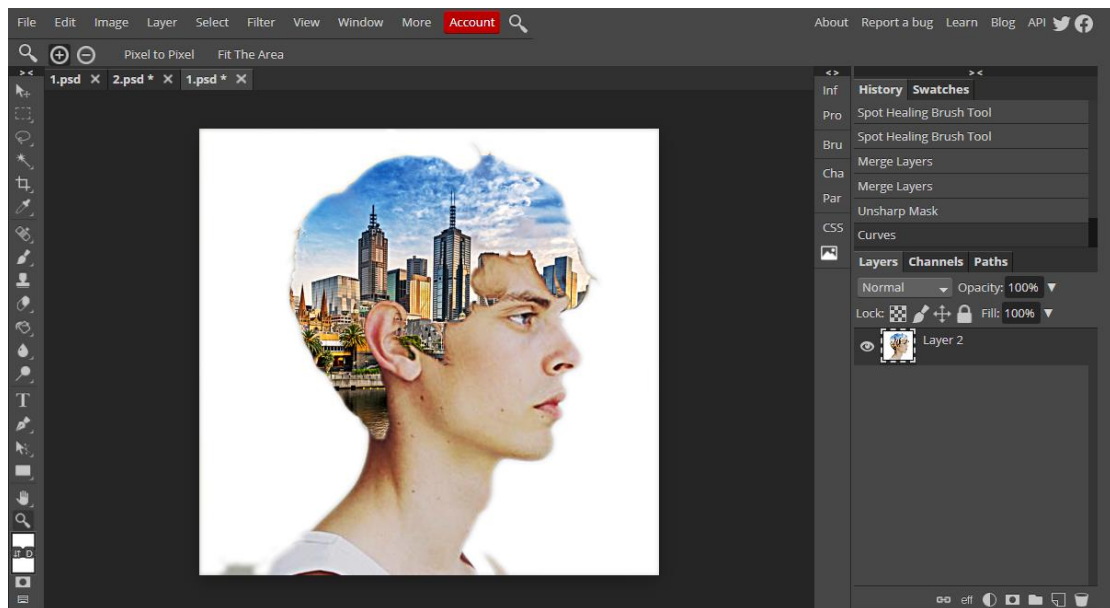 File Edit Image Layer Select Filter View Window More Account About Report a bug Learn Blog API
Pixel to Pixel Fit The Area
> < < > > <
1.psd X 2.psd * X 1.psd * X
Inf History Swatches
Pro Spot Healing Brush Tool
Spot Healing Brush Tool
Bru
Merge Layers
Cha
Merge Layers
Par
Unsharp Mask
CSS
Curves
Layers Channels Paths
Normal Opacity: 100%
Lock: Fill: 100%
Layer 2
T
D
eff